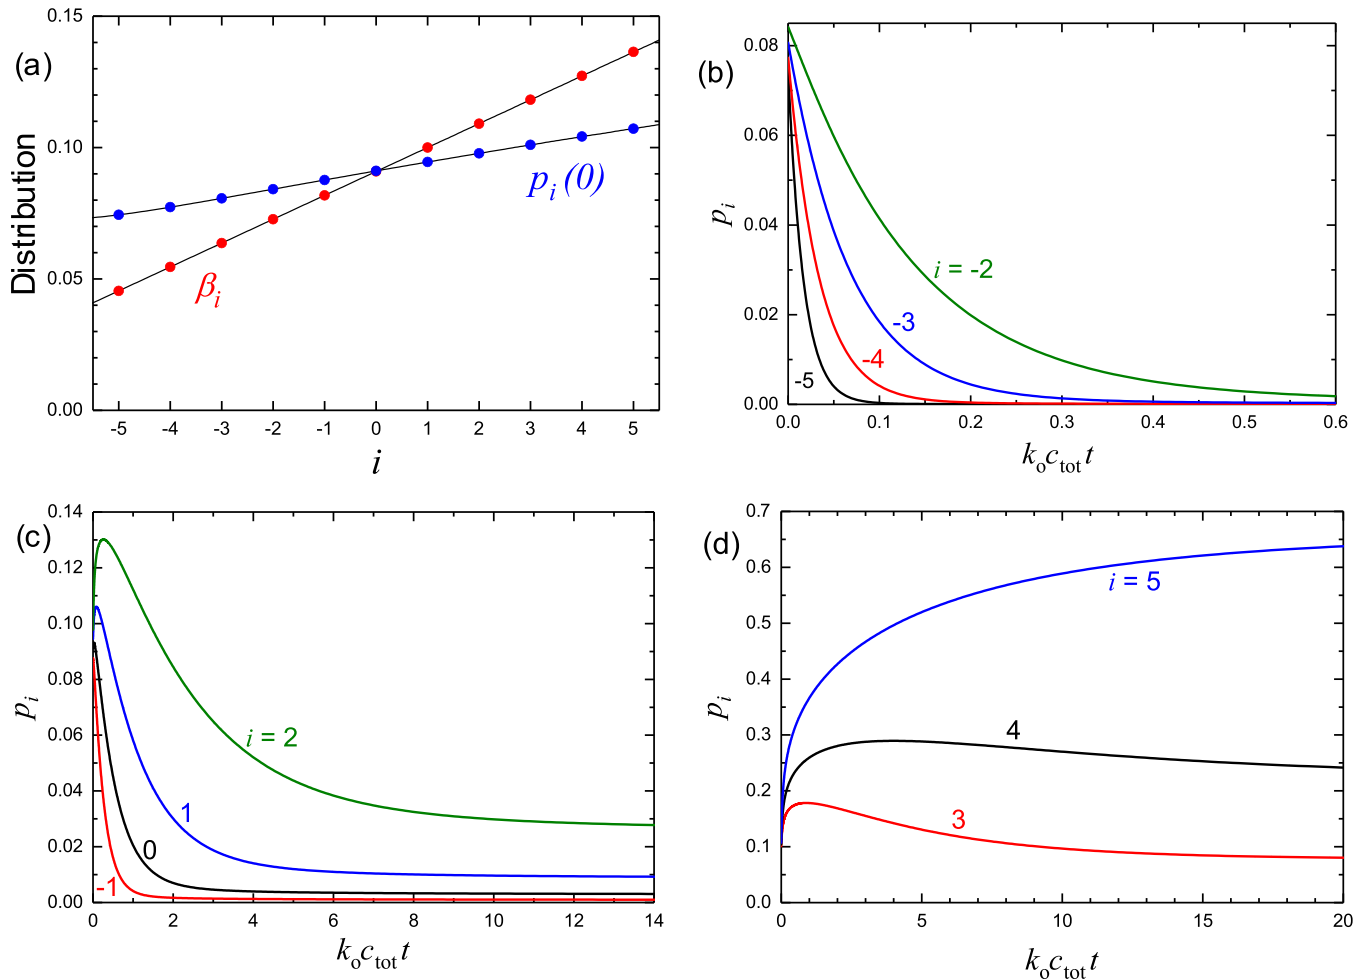 (a)
Distribution
0.15
0.10
0.05
0.00
p_i(0)
β_i
-5 -4 -3 -2 -1 0 1 2 3 4 5
i
(b)
p_i
0.08
0.06
0.04
0.02
0.00
i = -2
-3
-4
-5
0.0 0.1 0.2 0.3 0.4 0.5 0.6
k_o c_tot t
(c)
p_i
0.14
0.12
0.10
0.08
0.06
0.04
0.02
0.00
i = 2
1
0
-1
0 2 4 6 8 10 12 14
k_o c_tot t
(d)
p_i
0.7
0.6
0.5
0.4
0.3
0.2
0.1
0.0
i = 5
4
3
0 5 10 15 20
k_o c_tot t